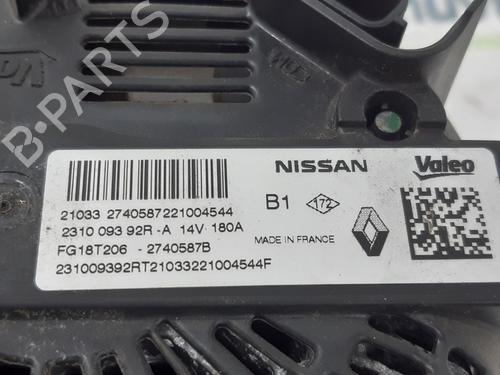 B-PARTS
NISSAN
Valeo
21033 2740587221004544
B1
172
2310 093 92R -A 14V 180A
MADE IN FRANCE
FG18T206 - 2740587B
231009392RT21033221004544F